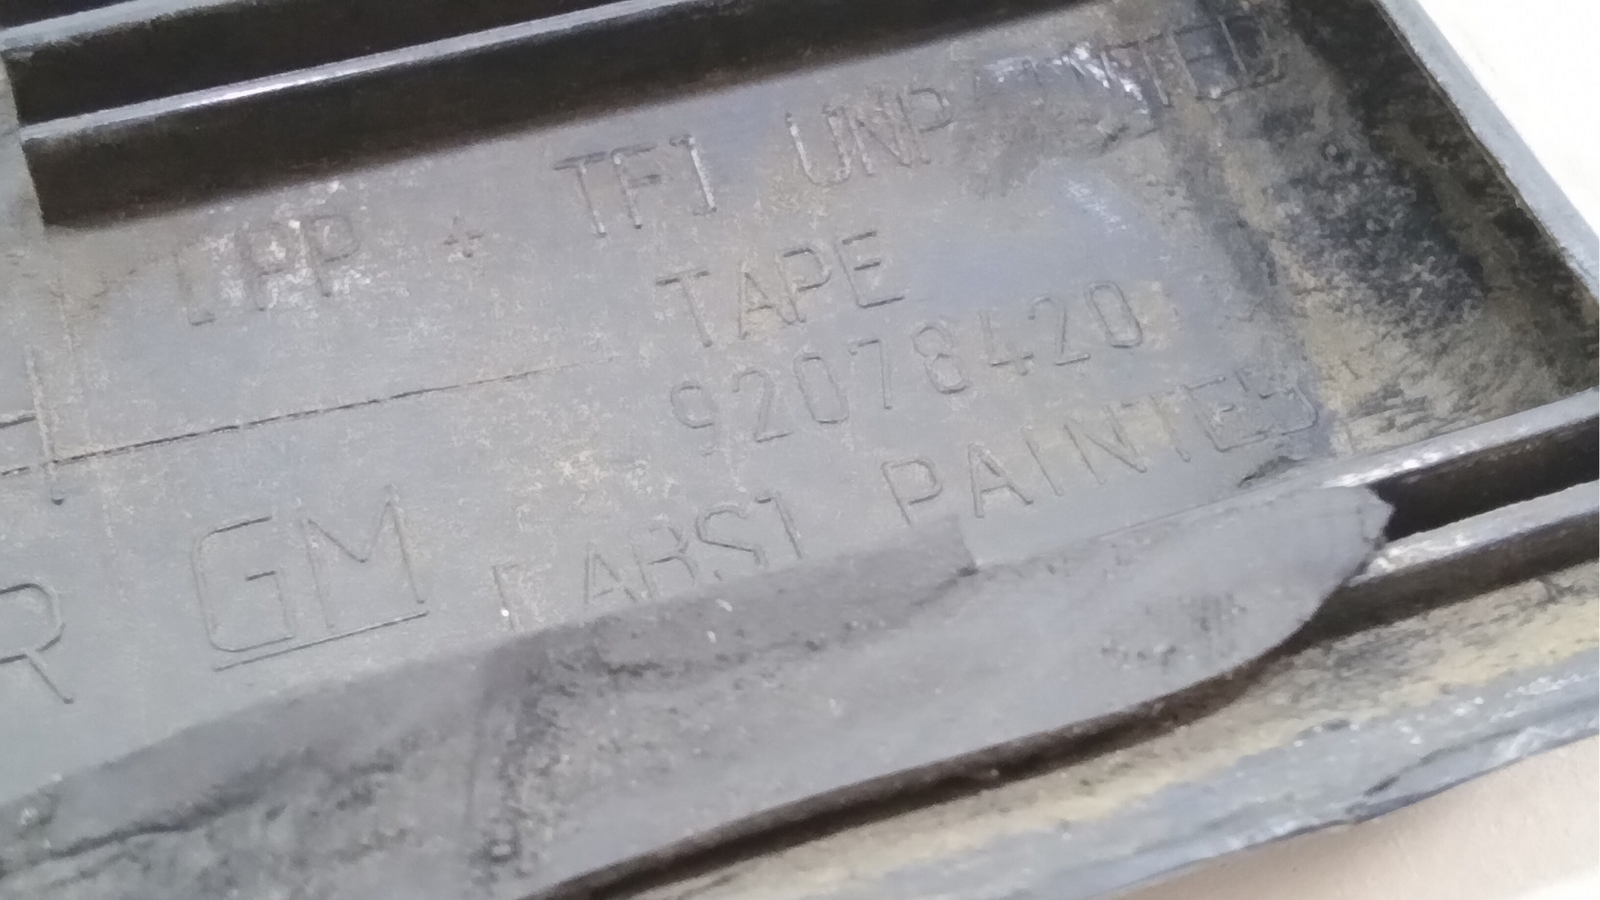 PP + TF1 UNPAINTED
TAPE
92078420
R GM ABS1 PAINTED